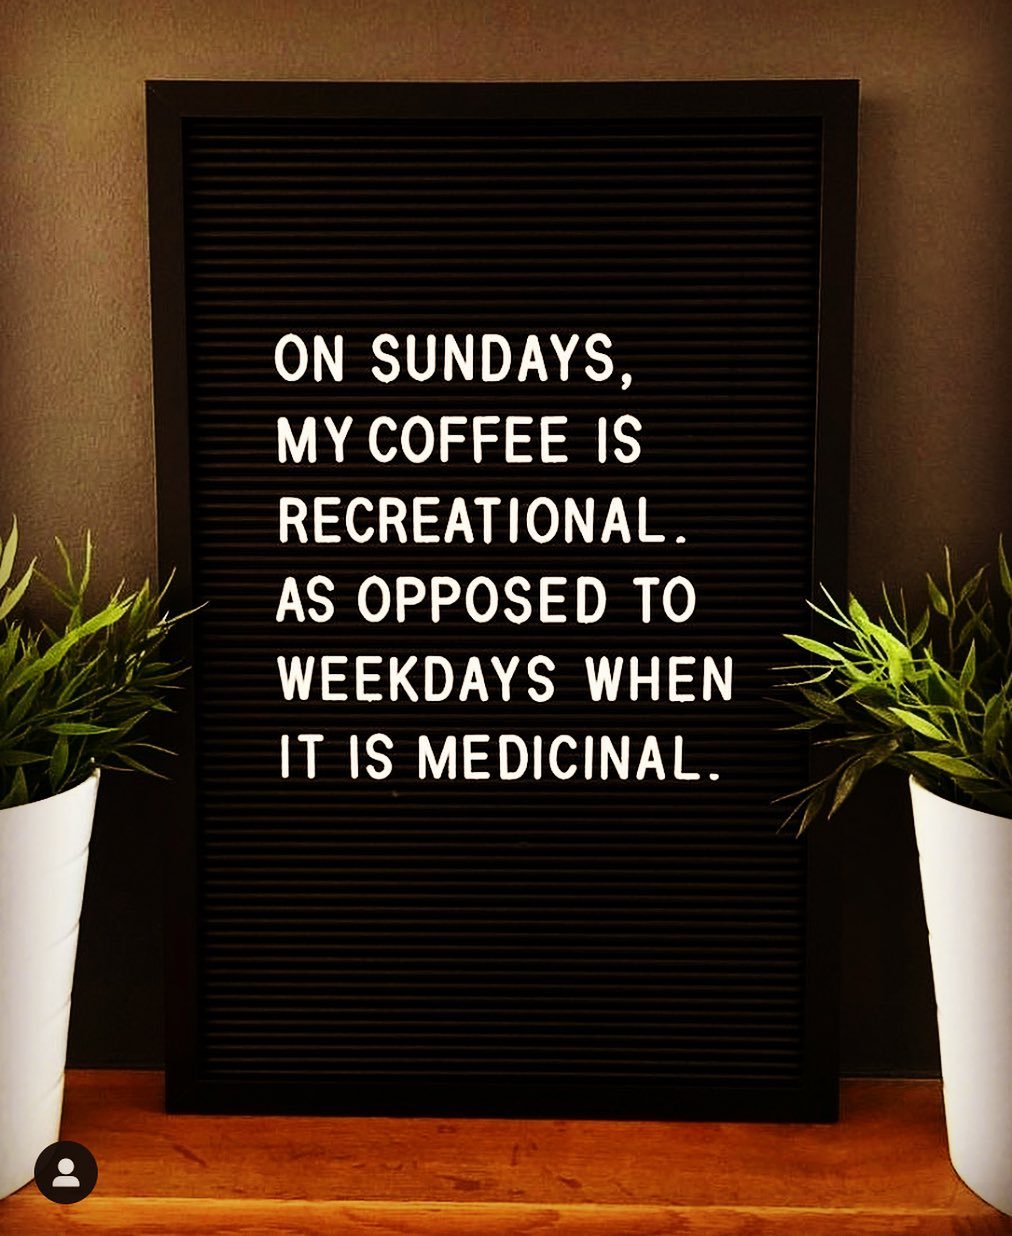 ON SUNDAYS,
MY COFFEE IS
RECREATIONAL.
AS OPPOSED TO
WEEKDAYS WHEN
IT IS MEDICINAL.